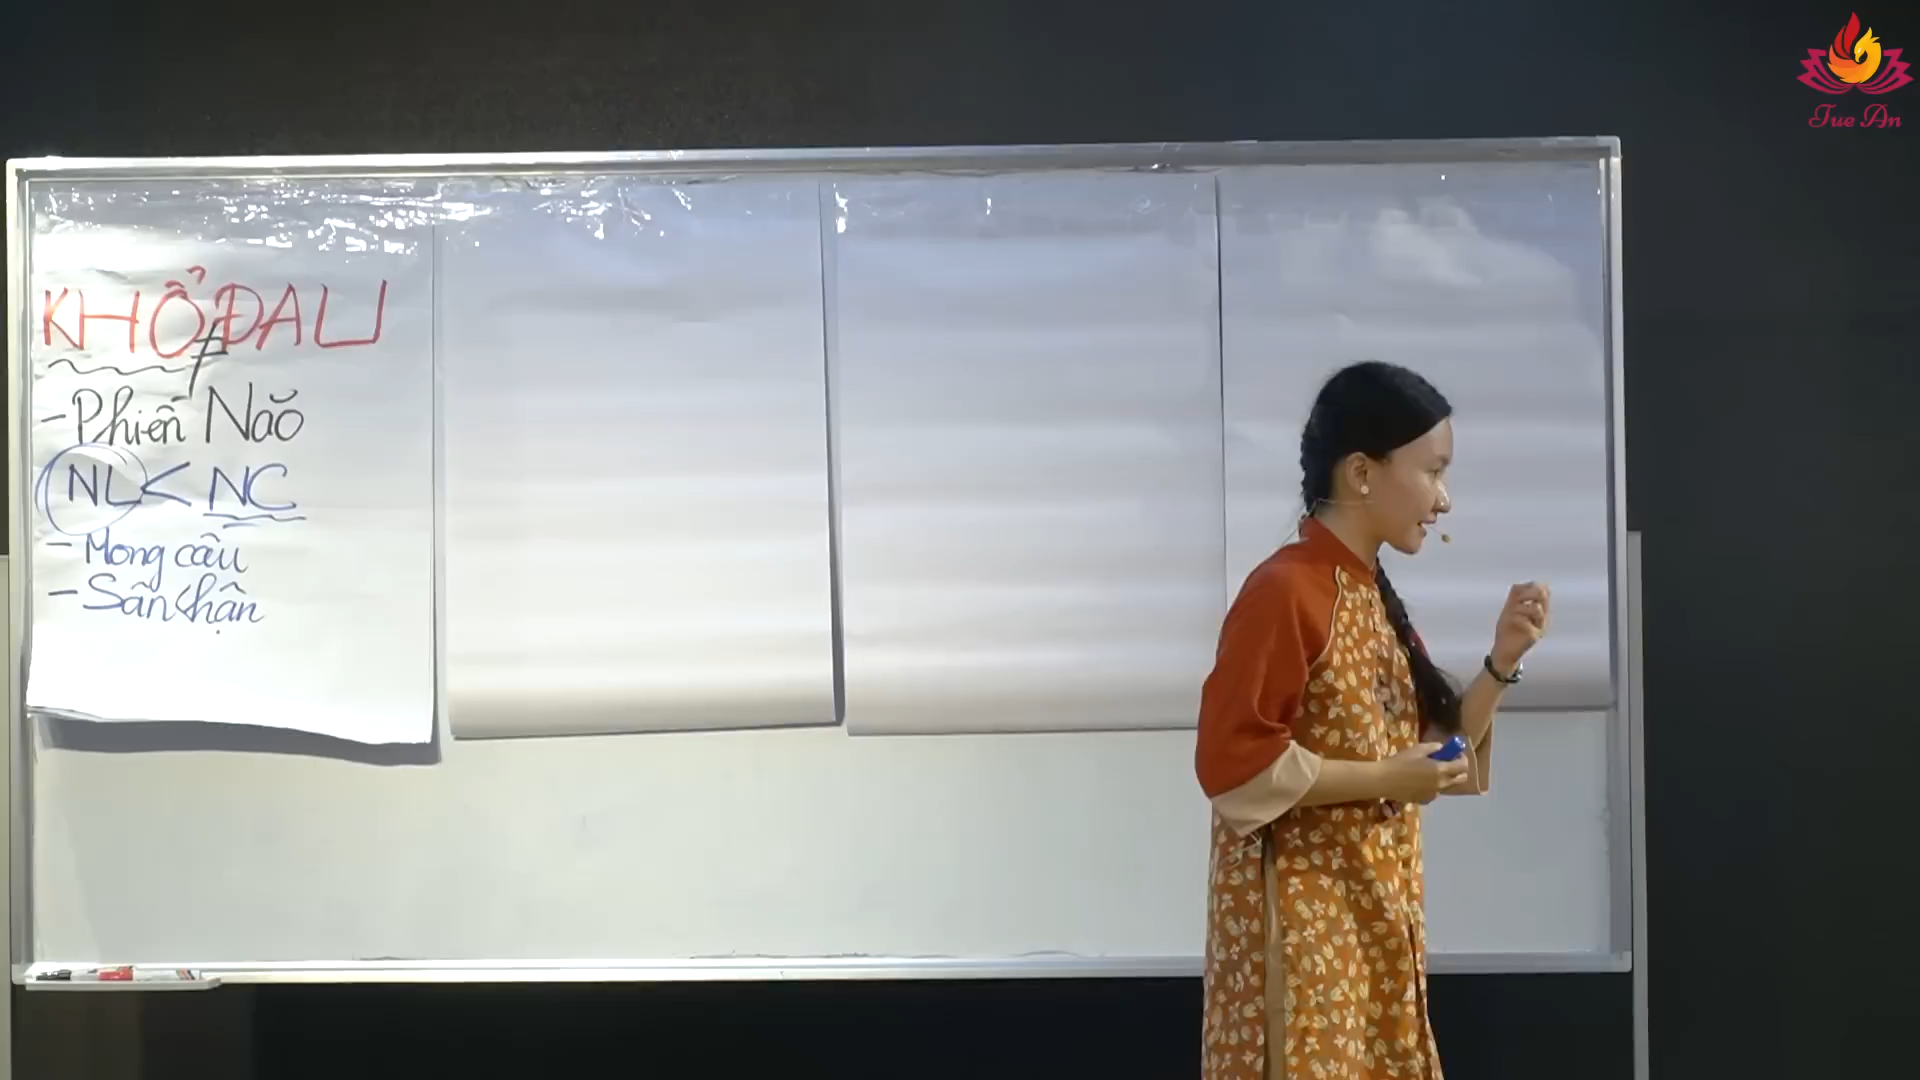 KHỔ ≠ ĐAU
- Phiền Não
NL < NC
- Mong cầu
- Sân hận
Tue An